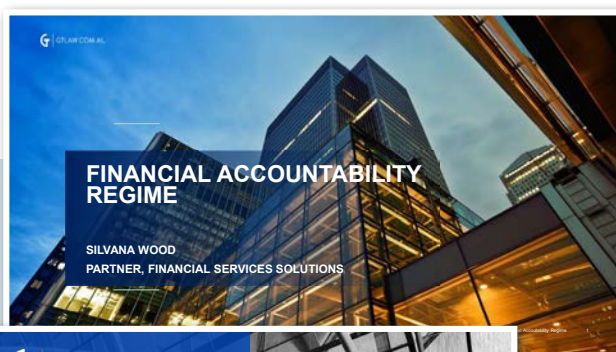 GTLAW.COM.AU
FINANCIAL ACCOUNTABILITY
REGIME
SILVANA WOOD
PARTNER, FINANCIAL SERVICES SOLUTIONS
Accountability Regime